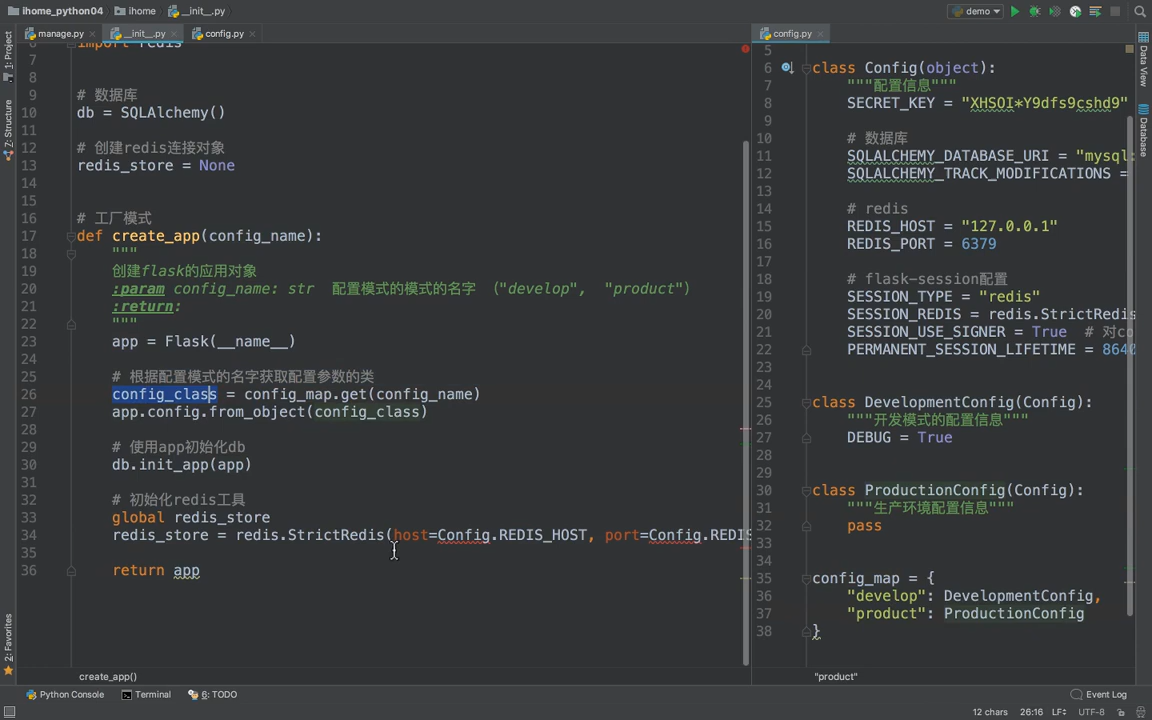 ihome_python04 ihome __init__.py demo
manage.py __init__.py config.py
1: Project
Z: Structure
2: Favorites
6 import redis
7
8
9 # 数据库
10 db = SQLAlchemy()
11
12 # 创建redis连接对象
13 redis_store = None
14
15
16 # 工厂模式
17 def create_app(config_name):
18 """
19 创建flask的应用对象
20 :param config_name: str 配置模式的模式的名字 ("develop", "product")
21 :return:
22 """
23 app = Flask(__name__)
24
25 # 根据配置模式的名字获取配置参数的类
26 config_class = config_map.get(config_name)
27 app.config.from_object(config_class)
28
29 # 使用app初始化db
30 db.init_app(app)
31
32 # 初始化redis工具
33 global redis_store
34 redis_store = redis.StrictRedis(host=Config.REDIS_HOST, port=Config.REDIS
35
36 return app
create_app()
config.py
5
6 class Config(object):
7 """配置信息"""
8 SECRET_KEY = "XHSOI*Y9dfs9cshd9"
9
10 # 数据库
11 SQLALCHEMY_DATABASE_URI = "mysql:
12 SQLALCHEMY_TRACK_MODIFICATIONS =
13
14 # redis
15 REDIS_HOST = "127.0.0.1"
16 REDIS_PORT = 6379
17
18 # flask-session配置
19 SESSION_TYPE = "redis"
20 SESSION_REDIS = redis.StrictRedis
21 SESSION_USE_SIGNER = True # 对co
22 PERMANENT_SESSION_LIFETIME = 8640
23
24
25 class DevelopmentConfig(Config):
26 """开发模式的配置信息"""
27 DEBUG = True
28
29
30 class ProductionConfig(Config):
31 """生产环境配置信息"""
32 pass
33
34
35 config_map = {
36 "develop": DevelopmentConfig,
37 "product": ProductionConfig
38 }
"product"
Data View
Database
Python Console Terminal 6: TODO Event Log
12 chars 26:16 LF UTF-8